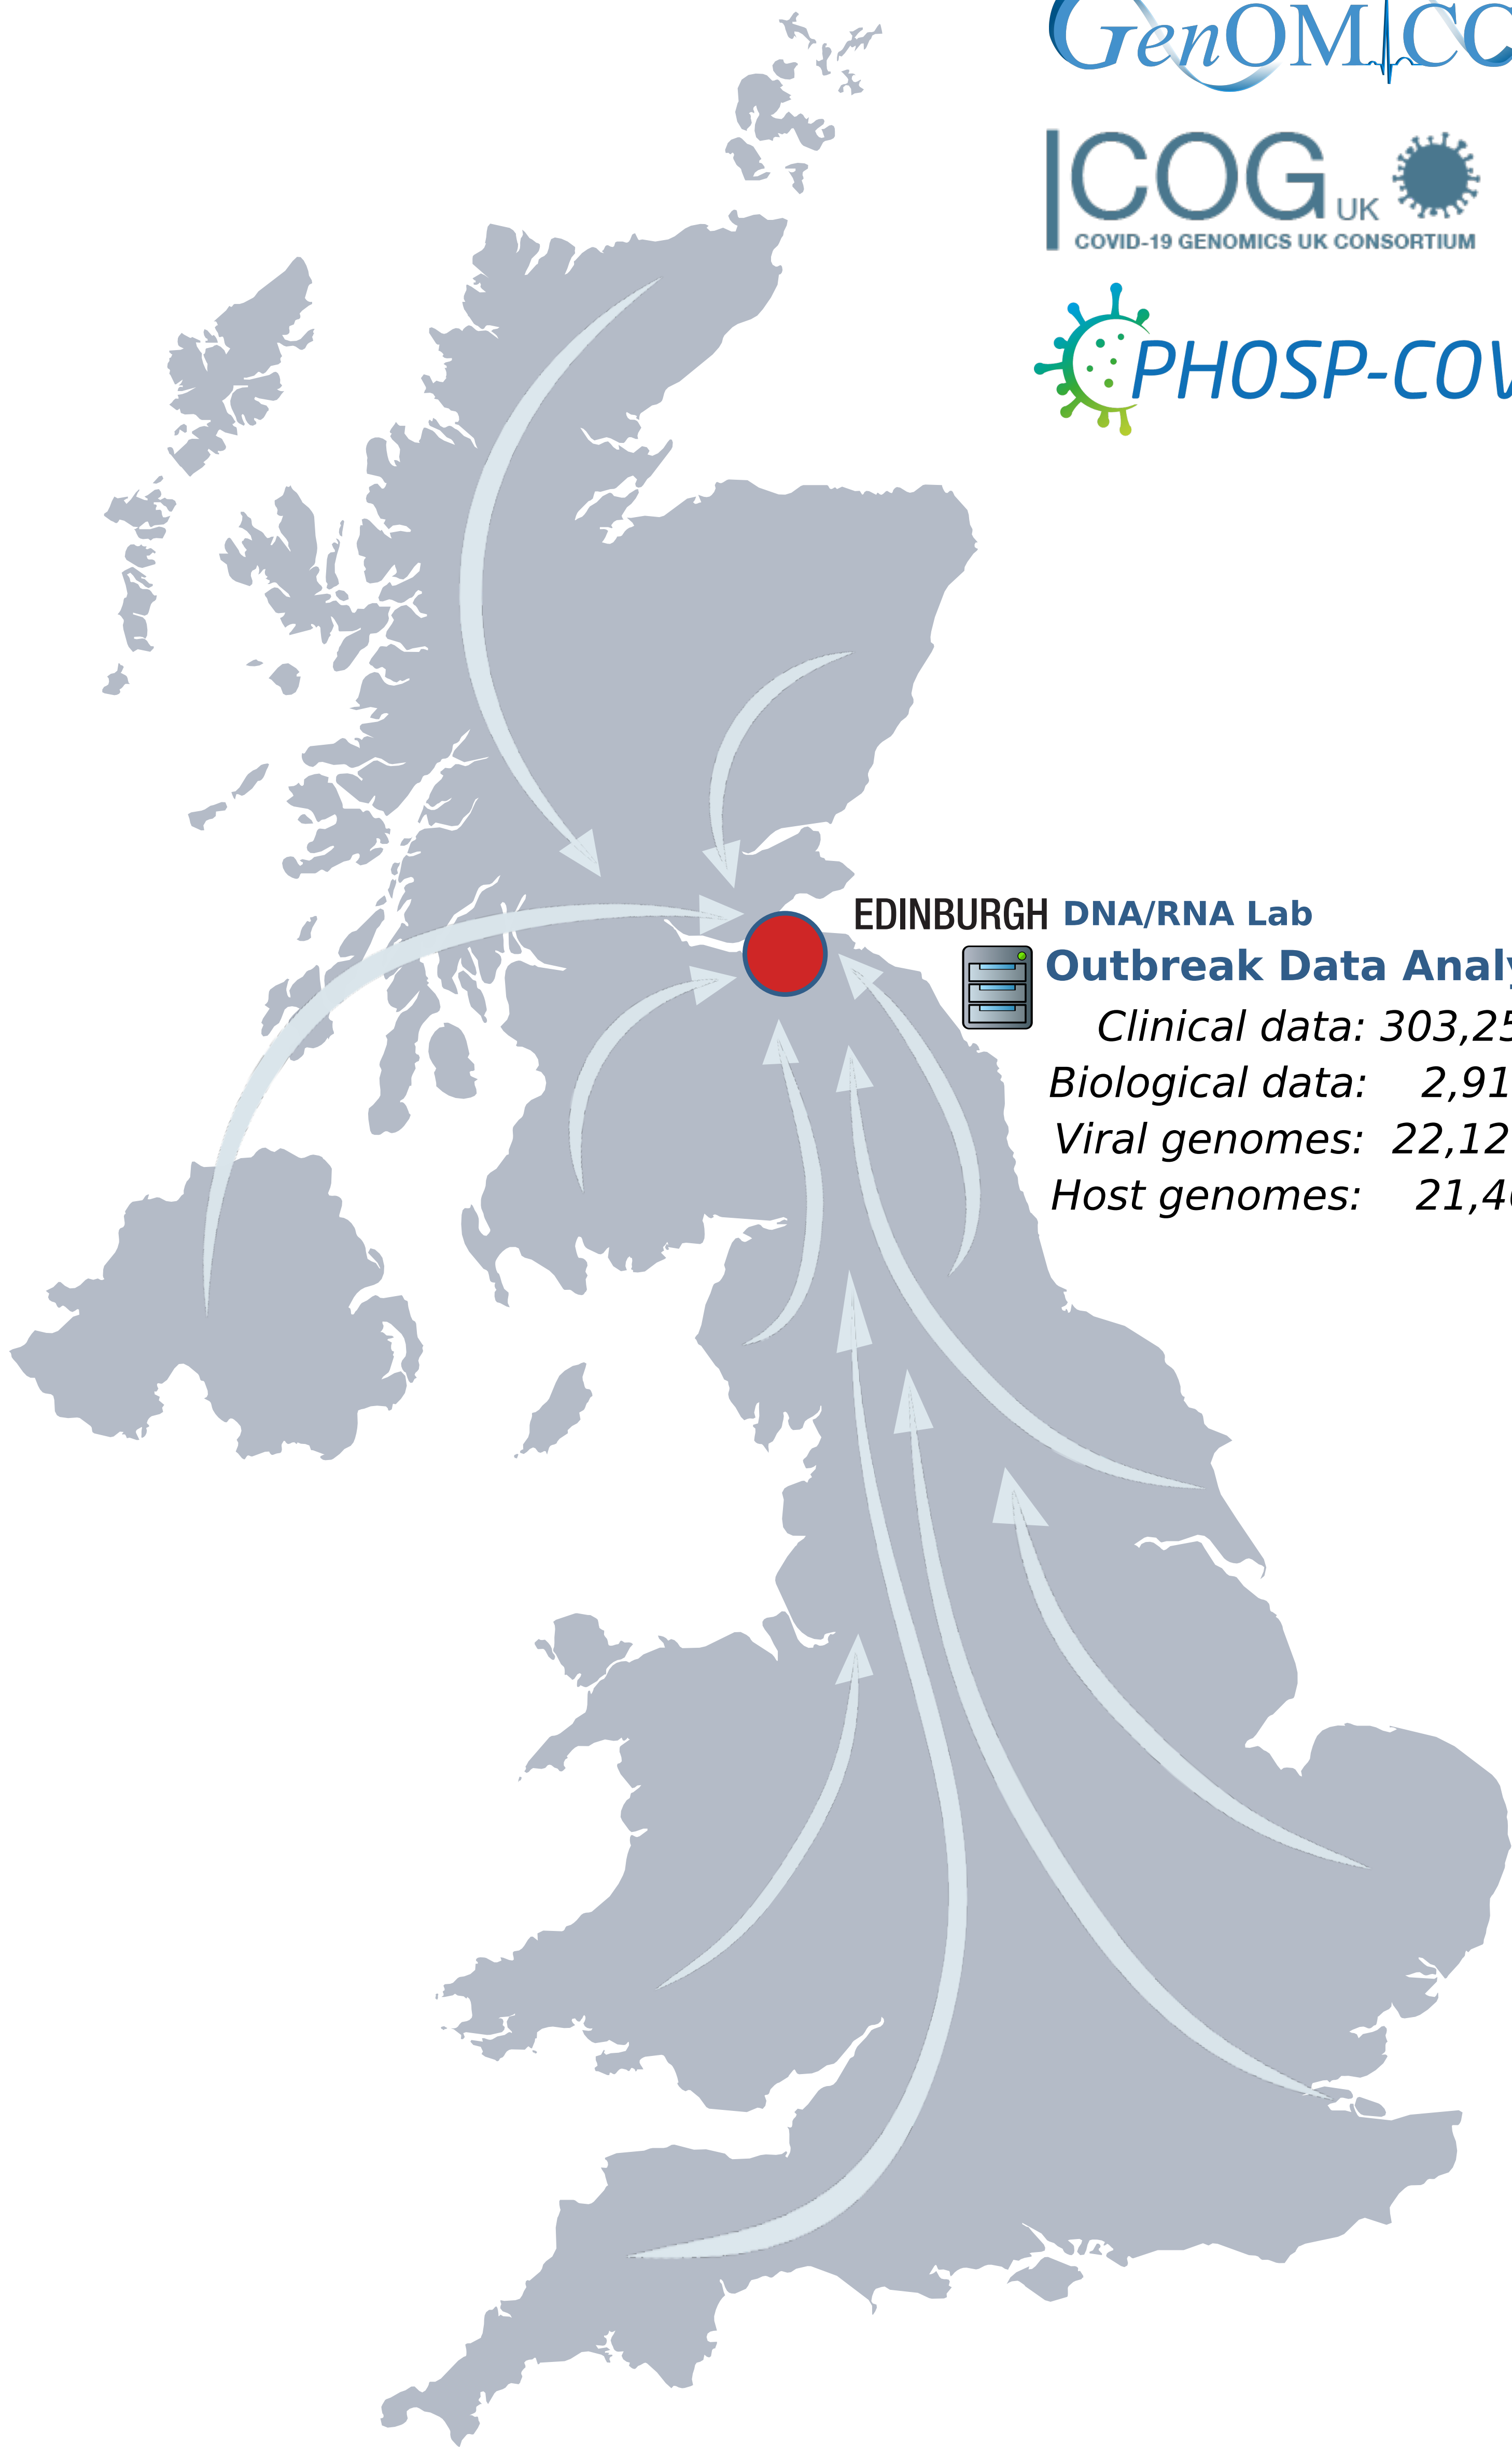 GenOMICC
COG UK
COVID-19 GENOMICS UK CONSORTIUM
PHOSP-COV
EDINBURGH DNA/RNA Lab
Outbreak Data Analy
Clinical data: 303,25
Biological data: 2,91
Viral genomes: 22,12
Host genomes: 21,4